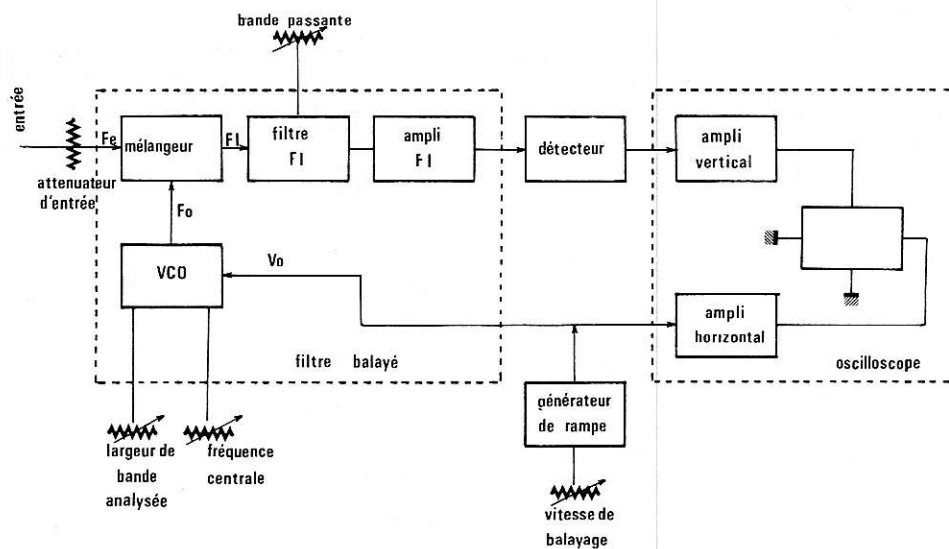 bande passante
entrée
Fe
mélangeur
FI
filtre
FI
ampli
FI
détecteur
ampli
vertical
attenuateur
d'entrée
Fo
VCO
Vo
ampli
horizontal
filtre balayé
oscilloscope
générateur
de rampe
largeur de
bande
analysée
fréquence
centrale
vitesse de
balayage